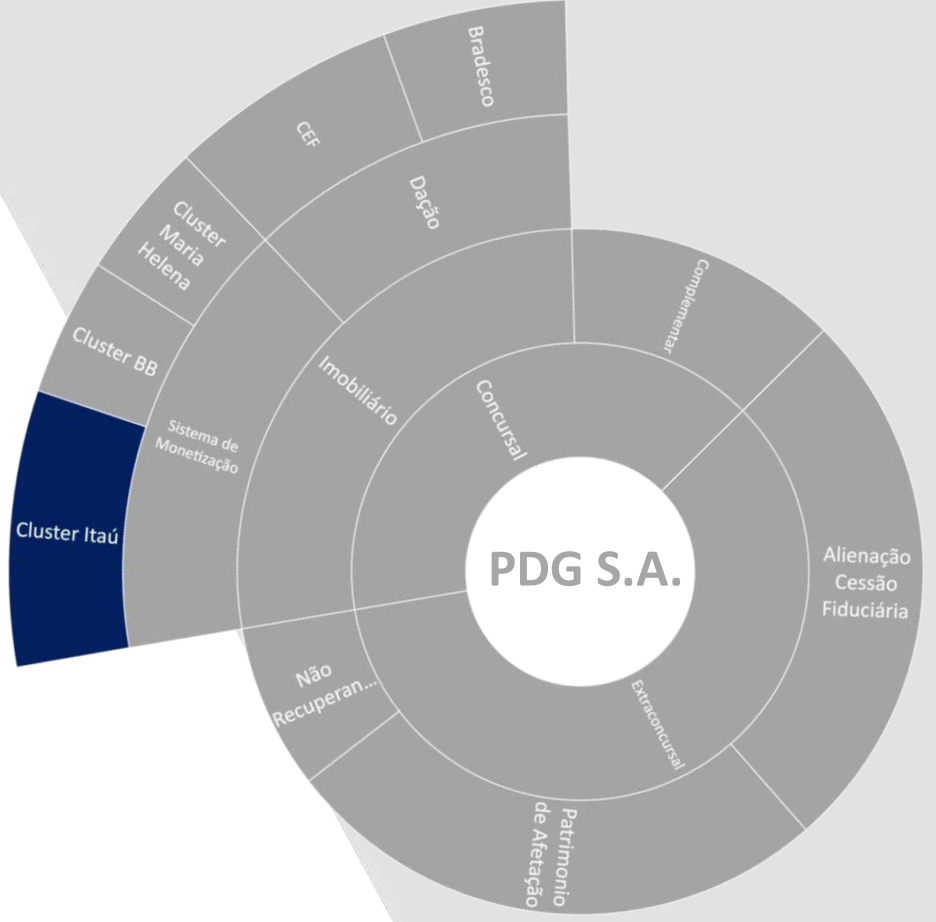 Bradesco
CEF
Dação
Cluster
Maria
Helena
Complementar
Cluster BB
Imobiliário
Concursal
Sistema de
Monetização
Cluster Itaú
PDG S.A.
Alienação
Cessão
Fiduciária
Não
Recuperan...
Extraconcursal
Patrimonio
de Afetação